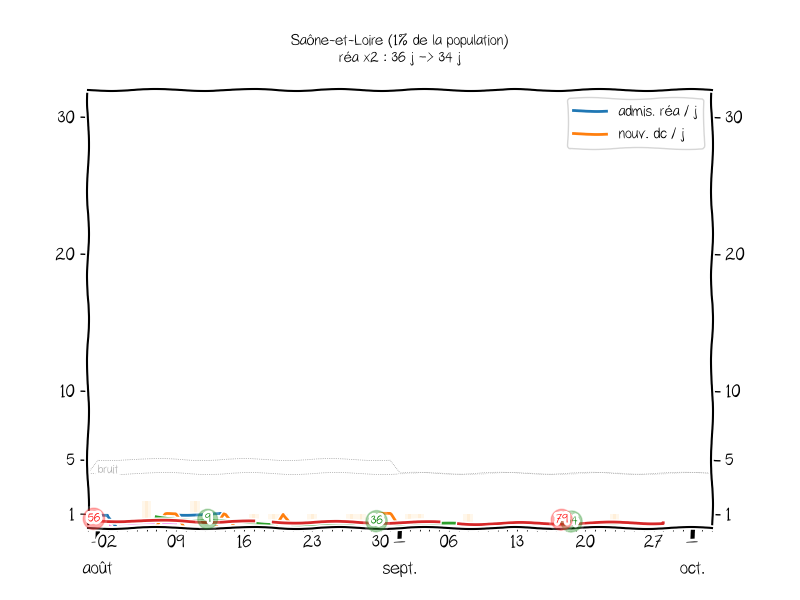 Saône-et-Loire (1% de la population)
réa x2 : 36 j -> 34 j
admis. réa / j
nouv. dc / j
30
30
20
20
10
10
5
5
bruit
1
1
56
9
36
79
02
09
16
23
30
06
13
20
27
août
sept.
oct.